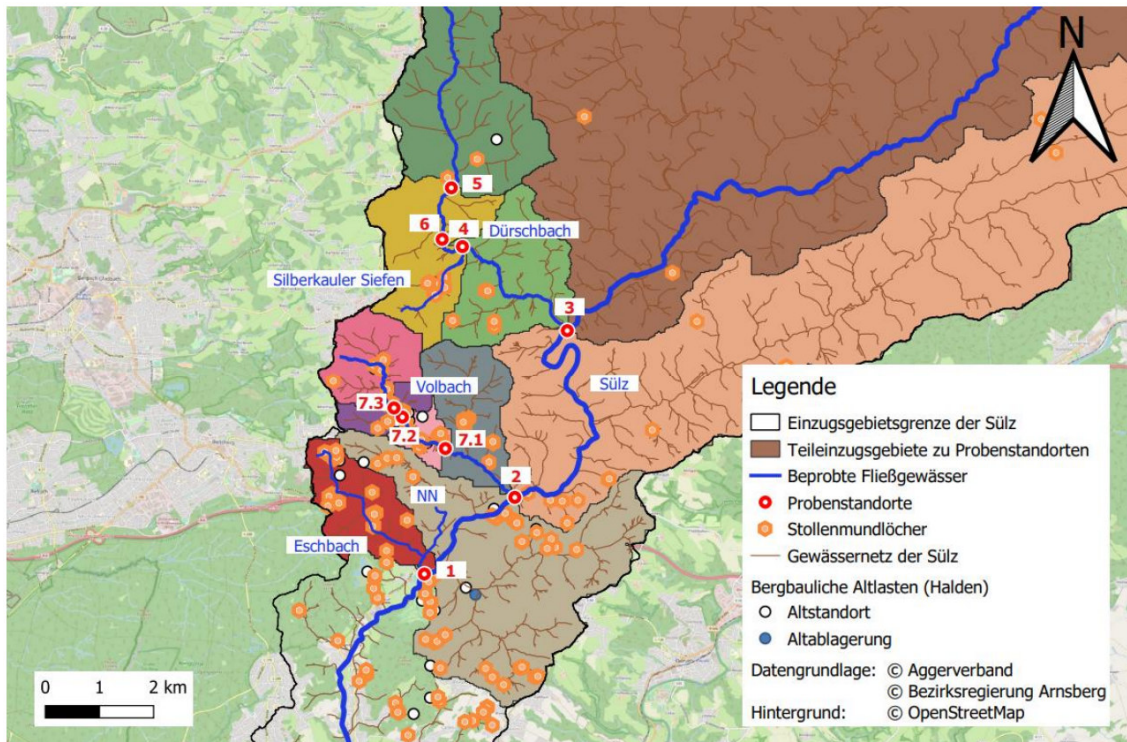 N
5
6
4
Dürschbach
Silberkauler Siefen
3
Volbach
Sülz
7.3
7.2
7.1
2
NN
Eschbach
1
0 1 2 km
Legende
Einzugsgebietsgrenze der Sülz
Teileinzugsgebiete zu Probenstandorten
Beprobte Fließgewässer
Probenstandorte
Stollenmundlöcher
Gewässernetz der Sülz
Bergbauliche Altlasten (Halden)
Altstandort
Altablagerung
Datengrundlage: © Aggerverband
© Bezirksregierung Arnsberg
Hintergrund: © OpenStreetMap